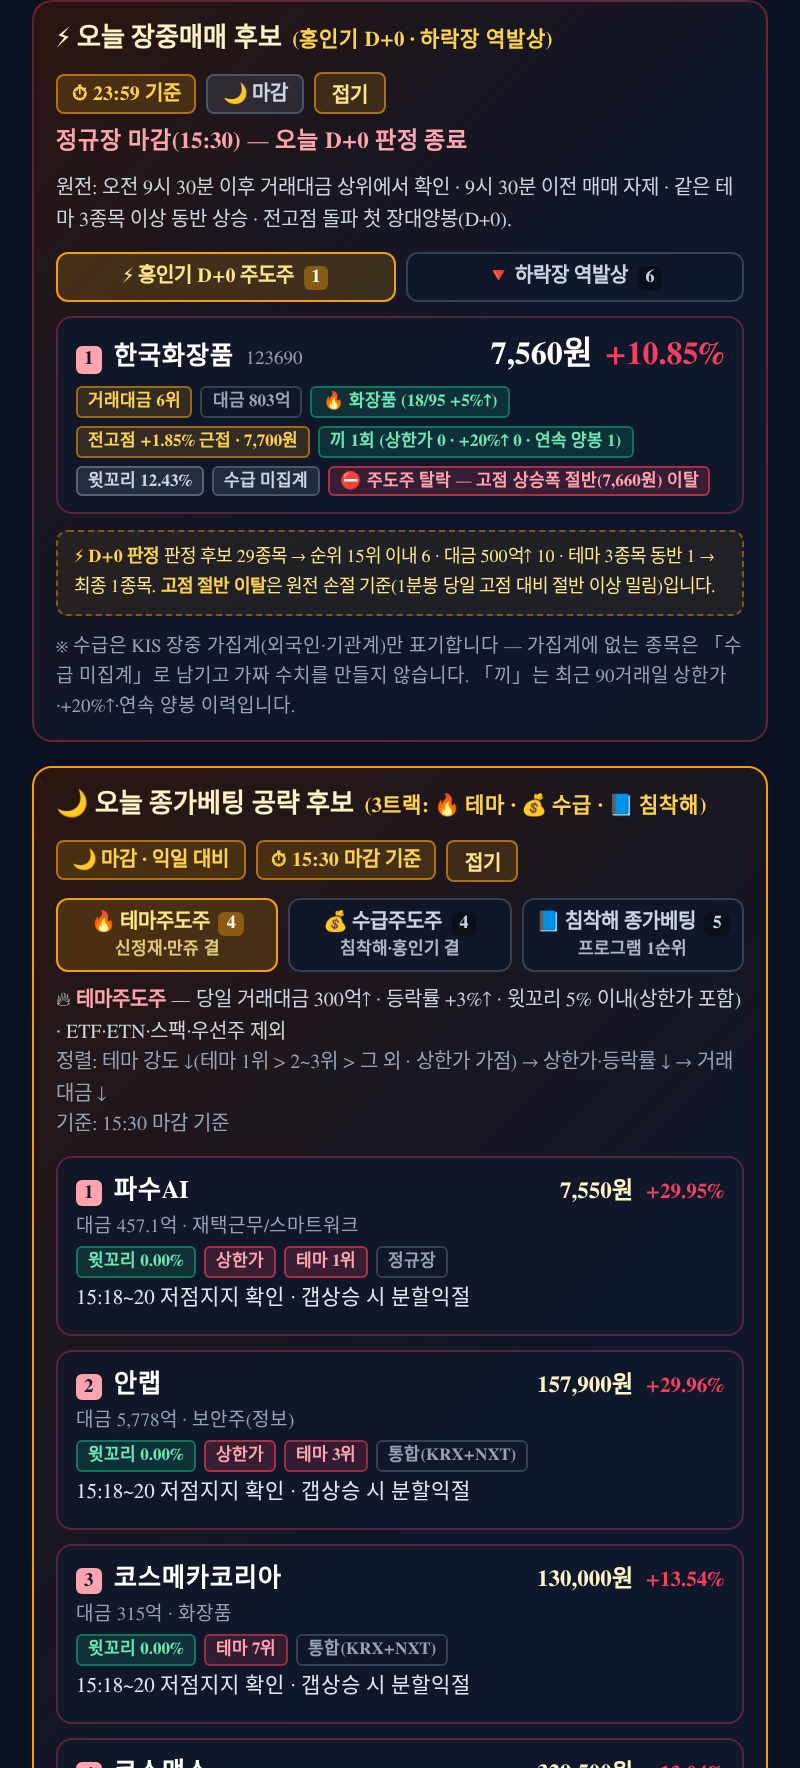 ⚡ 오늘 장중매매 후보 (홍인기 D+0 · 하락장 역발상)
⏱ 23:59 기준 🌙 마감 접기
정규장 마감(15:30) — 오늘 D+0 판정 종료
원전: 오전 9시 30분 이후 거래대금 상위에서 확인 · 9시 30분 이전 매매 자제 · 같은 테
마 3종목 이상 동반 상승 · 전고점 돌파 첫 장대양봉(D+0).
⚡ 홍인기 D+0 주도주 1 🔻 하락장 역발상 6
1 한국화장품 123690 7,560원 +10.85%
거래대금 6위 대금 803억 🔥 화장품 (18/95 +5%↑)
전고점 +1.85% 근접 · 7,700원 끼 1회 (상한가 0 · +20%↑ 0 · 연속 양봉 1)
윗꼬리 12.43% 수급 미집계 ⛔ 주도주 탈락 — 고점 상승폭 절반(7,660원) 이탈
⚡ D+0 판정 판정 후보 29종목 → 순위 15위 이내 6 · 대금 500억↑ 10 · 테마 3종목 동반 1 →
최종 1종목. 고점 절반 이탈은 원전 손절 기준(1분봉 당일 고점 대비 절반 이상 밀림)입니다.
※ 수급은 KIS 장중 가집계(외국인·기관계)만 표기합니다 — 가집계에 없는 종목은 「수
급 미집계」로 남기고 가짜 수치를 만들지 않습니다. 「끼」는 최근 90거래일 상한가
·+20%↑·연속 양봉 이력입니다.
🌙 오늘 종가베팅 공략 후보 (3트랙: 🔥 테마 · 💰 수급 · 📘 침착해)
🌙 마감 · 익일 대비 ⏱ 15:30 마감 기준 접기
🔥 테마주도주 4 💰 수급주도주 4 📘 침착해 종가베팅 5
신정재·만쥬 결 침착해·홍인기 결 프로그램 1순위
🔥 테마주도주 — 당일 거래대금 300억↑ · 등락률 +3%↑ · 윗꼬리 5% 이내(상한가 포함)
· ETF·ETN·스팩·우선주 제외
정렬: 테마 강도 ↓(테마 1위 > 2~3위 > 그 외 · 상한가 가점) → 상한가·등락률 ↓ → 거래
대금 ↓
기준: 15:30 마감 기준
1 파수AI 7,550원 +29.95%
대금 457.1억 · 재택근무/스마트워크
윗꼬리 0.00% 상한가 테마 1위 정규장
15:18~20 저점지지 확인 · 갭상승 시 분할익절
2 안랩 157,900원 +29.96%
대금 5,778억 · 보안주(정보)
윗꼬리 0.00% 상한가 테마 3위 통합(KRX+NXT)
15:18~20 저점지지 확인 · 갭상승 시 분할익절
3 코스메카코리아 130,000원 +13.54%
대금 315억 · 화장품
윗꼬리 0.00% 테마 7위 통합(KRX+NXT)
15:18~20 저점지지 확인 · 갭상승 시 분할익절